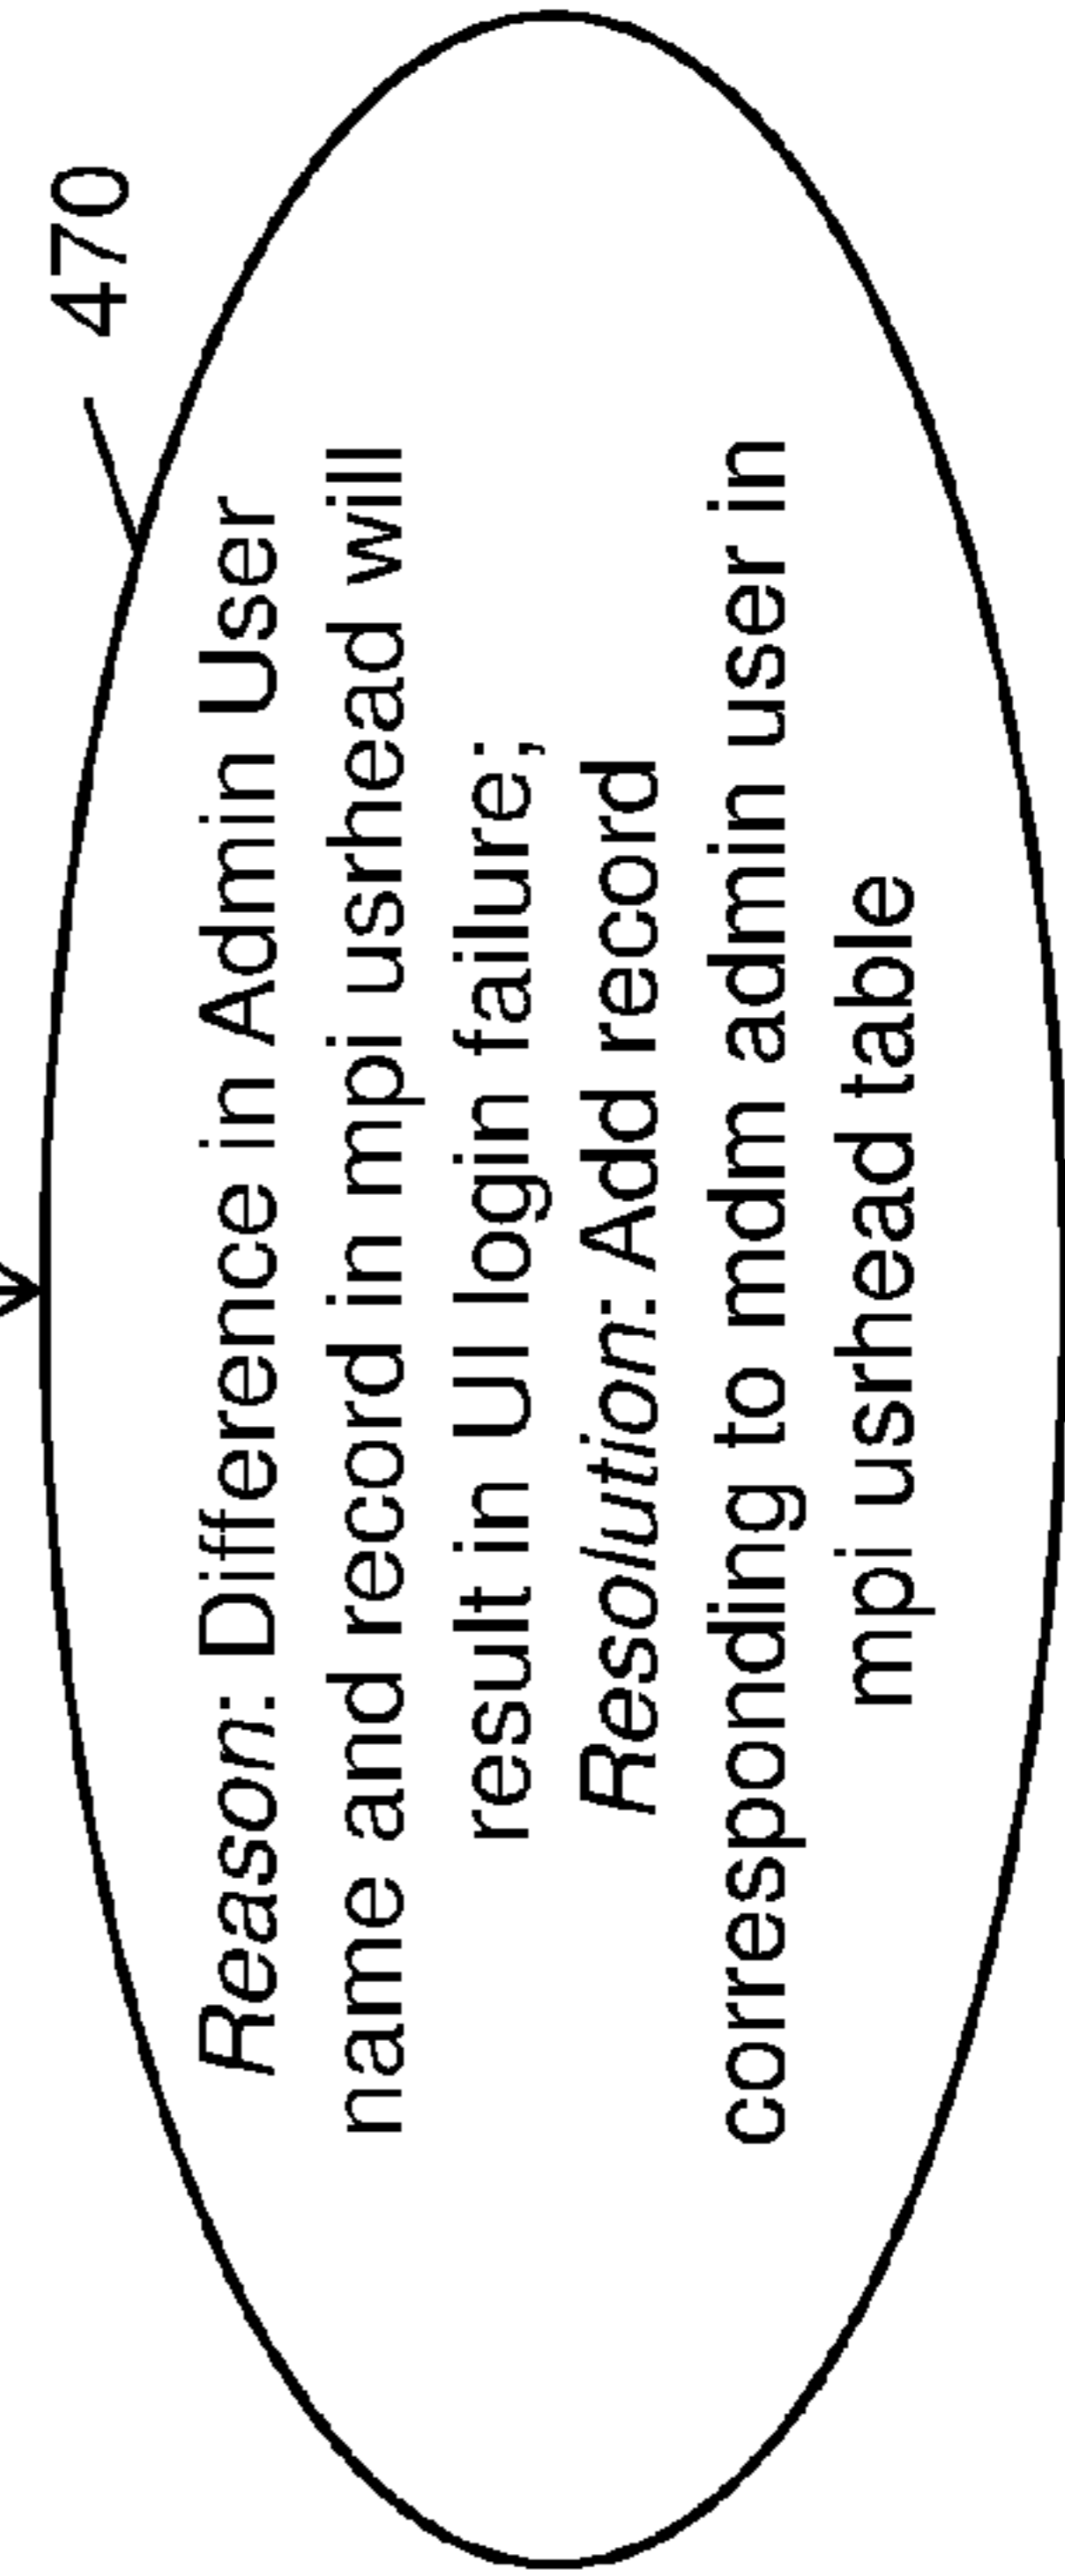 470
Reason: Difference in Admin User
name and record in mpi usrhead will
result in UI login failure;
Resolution: Add record
corresponding to mdm admin user in
mpi usrhead table